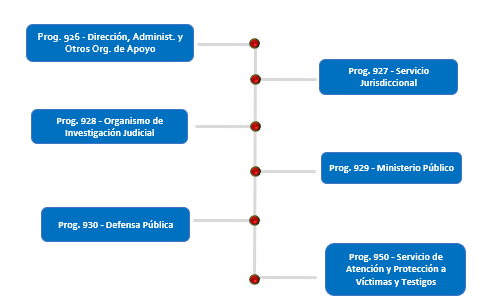 Prog. 926 - Dirección, Administ. y
Otros Org. de Apoyo
Prog. 927 - Servicio
Jurisdiccional
Prog. 928 - Organismo de
Investigación Judicial
Prog. 929 - Ministerio Público
Prog. 930 - Defensa Pública
Prog. 950 - Servicio de
Atención y Protección a
Víctimas y Testigos